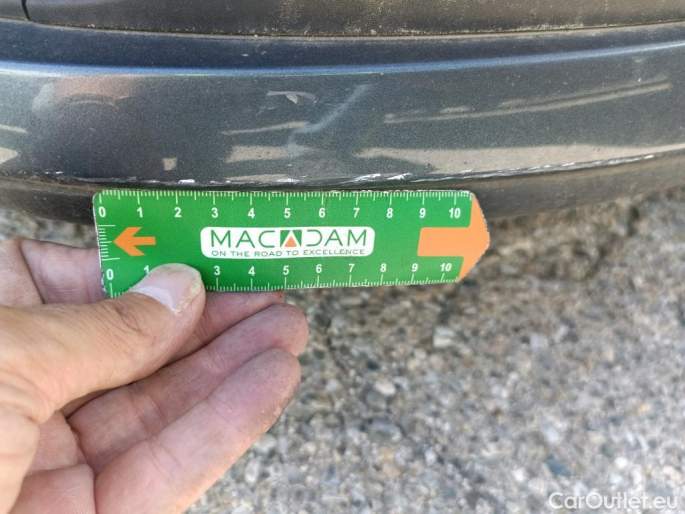 0 1 2 3 4 5 6 7 8 9 10
MACADAM
ON THE ROAD TO EXCELLENCE
0 1 2 3 4 5 6 7 8 9 10
CarOutlet.eu